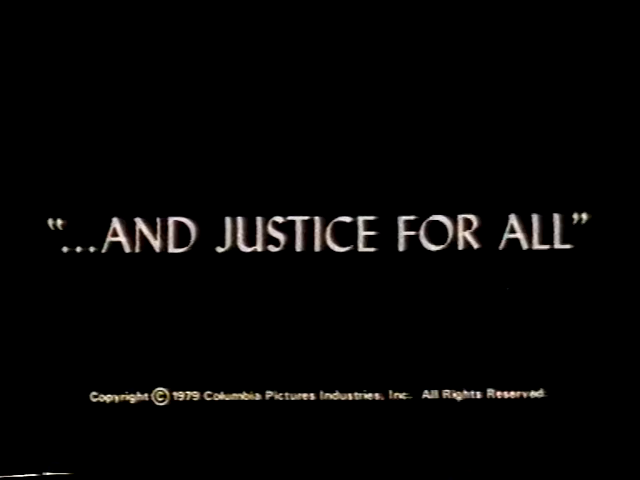 “...AND JUSTICE FOR ALL”
Copyright © 1979 Columbia Pictures Industries, Inc. All Rights Reserved.